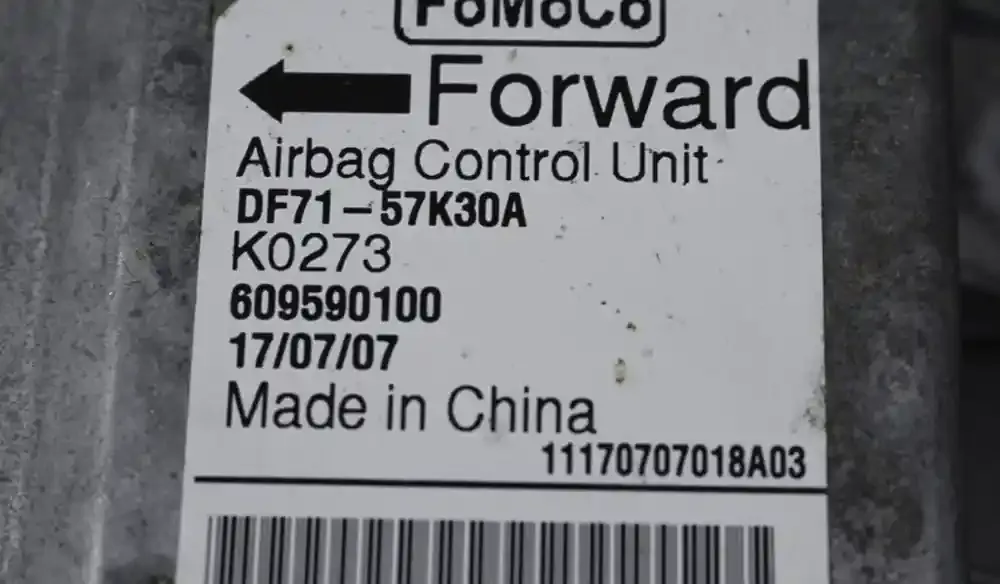 FoMoCo
Forward
Airbag Control Unit
DF71-57K30A
K0273
609590100
17/07/07
Made in China
11170707018A03